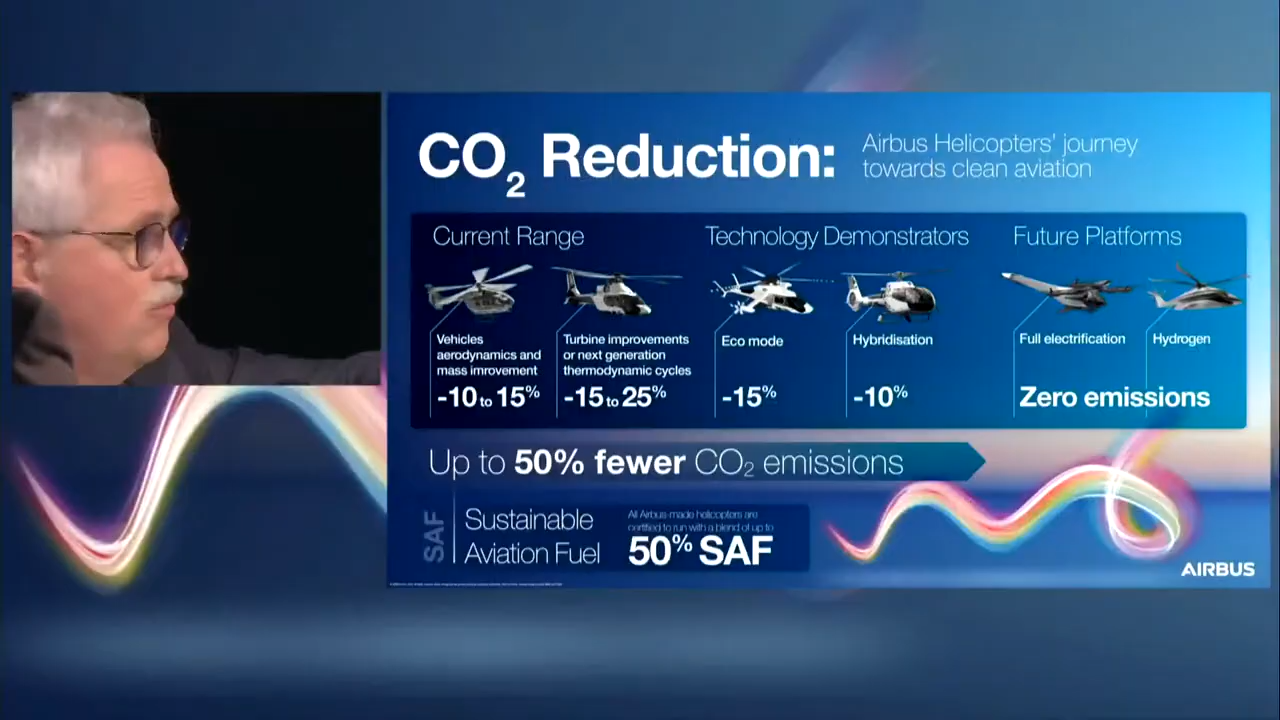 CO₂ Reduction:
Airbus Helicopters' journey
towards clean aviation
Current Range
Technology Demonstrators
Future Platforms
Vehicles
aerodynamics and
mass imrovement
-10 to 15%
Turbine improvements
or next generation
thermodynamic cycles
-15 to 25%
Eco mode
-15%
Hybridisation
-10%
Full electrification
Hydrogen
Zero emissions
Up to 50% fewer CO₂ emissions
SAF
Sustainable
Aviation Fuel
All Airbus-made helicopters are
certified to run with a blend of up to
50% SAF
AIRBUS